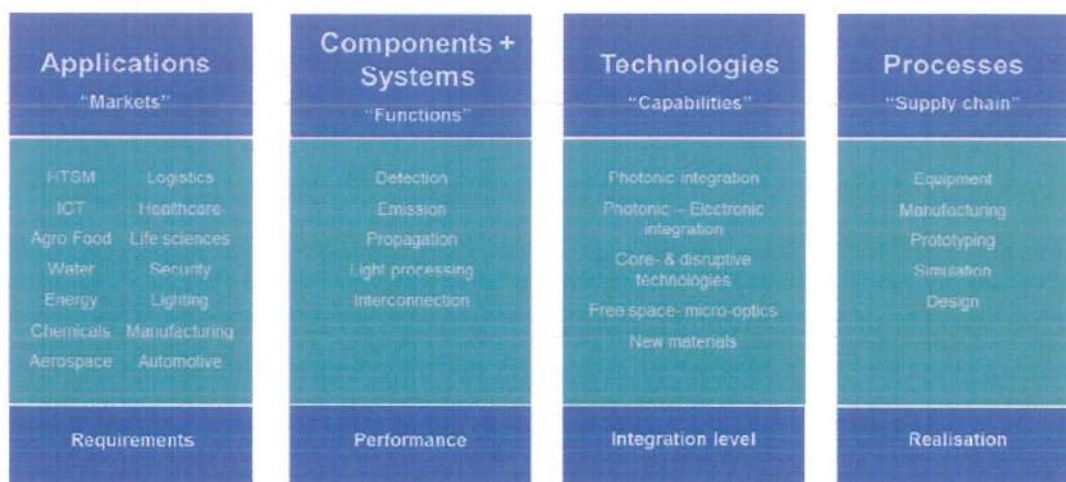 Applications
"Markets"
HTSM Logistics
ICT Healthcare
Agro Food Life sciences
Water Security
Energy Lighting
Chemicals Manufacturing
Aerospace Automotive
Requirements
Components +
Systems
"Functions"
Detection
Emission
Propagation
Light processing
Interconnection
Performance
Technologies
"Capabilities"
Photonic integration
Photonic – Electronic
integration
Core- & disruptive
technologies
Free space- micro-optics
New materials
Integration level
Processes
"Supply chain"
Equipment
Manufacturing
Prototyping
Simulation
Design
Realisation